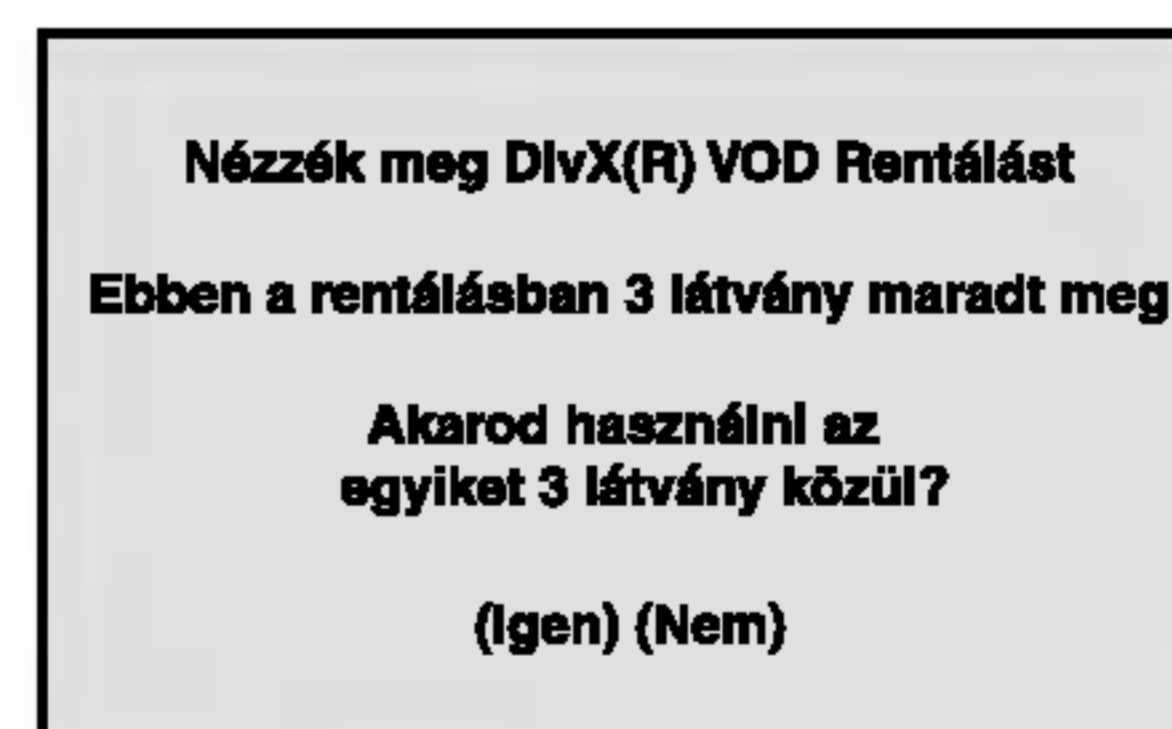 Nézzék meg DivX(R) VOD Rentálást
Ebben a rentálásban 3 látvány maradt meg
Akarod használni az
egyiket 3 látvány közül?
(Igen) (Nem)